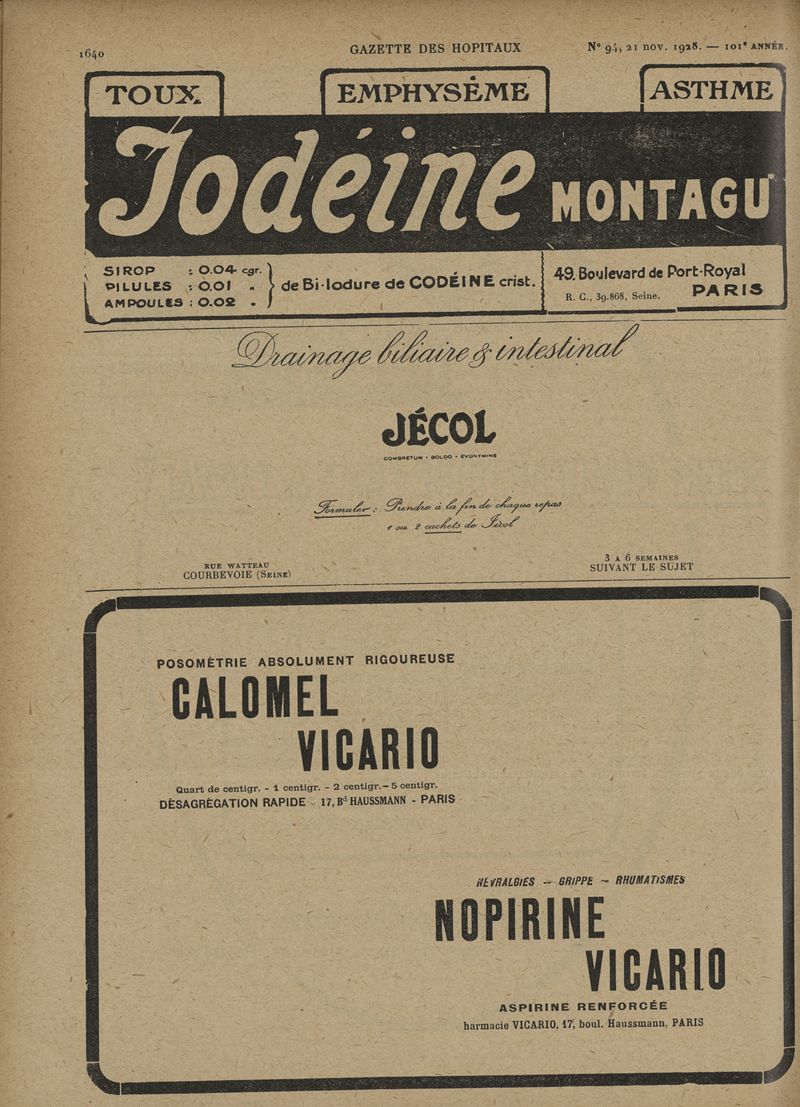 1640
GAZETTE DES HOPITAUX
N° 94, 21 nov. 1928. — 101e ANNÉE.
TOUX
EMPHYSÈME
ASTHME
Iodéine MONTAGU
SIROP : 0.04 cgr.
PILULES : 0.01 „
AMPOULES : 0.02 „
de Bi-Iodure de CODÉINE crist.
49, Boulevard de Port-Royal
R. C., 39.868, Seine. PARIS
Drainage biliaire & intestinal
JÉCOL
COMBRETUM - BOLDO - EVONYMINE
Formuler : Prendre à la fin de chaque repas
1 ou 2 cachets de Jécol
RUE WATTEAU
COURBEVOIE (SEINE)
3 A 6 SEMAINES
SUIVANT LE SUJET
POSOMÉTRIE ABSOLUMENT RIGOUREUSE
CALOMEL
VICARIO
Quart de centigr. - 1 centigr. - 2 centigr. - 5 centigr.
DÉSAGRÉGATION RAPIDE - 17, Bd HAUSSMANN - PARIS
NÉVRALGIES — GRIPPE — RHUMATISMES
NOPIRINE
VICARIO
ASPIRINE RENFORCÉE
harmacie VICARIO, 17, boul. Haussmann, PARIS